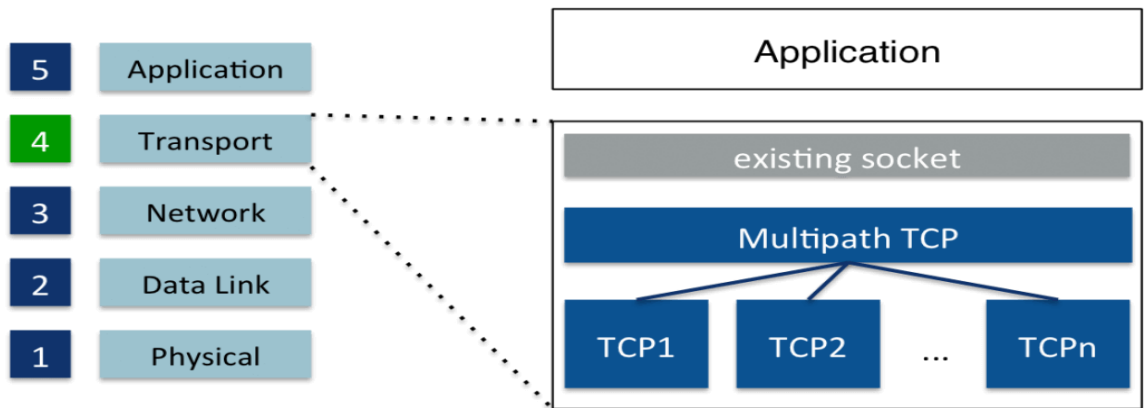 5 Application
4 Transport
3 Network
2 Data Link
1 Physical
Application
existing socket
Multipath TCP
TCP1 TCP2 ... TCPn